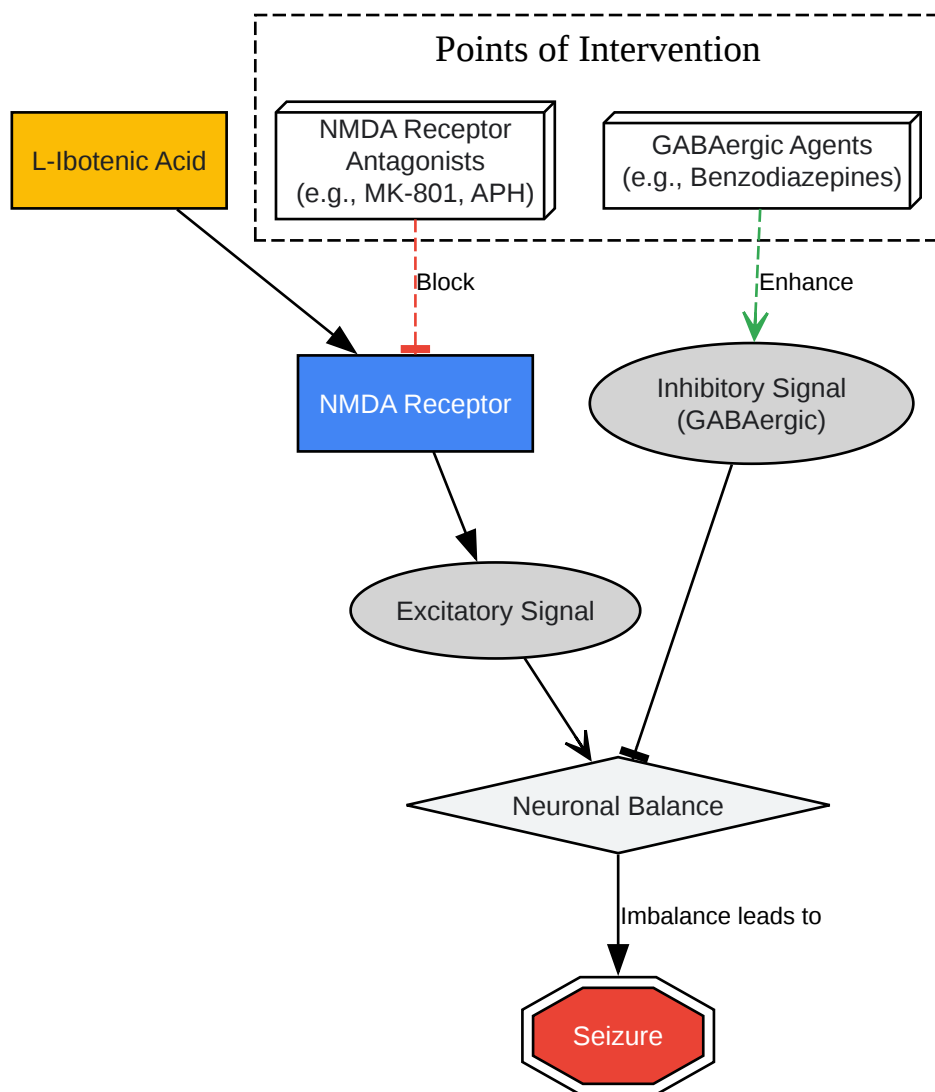 Points of Intervention
L-Ibotenic Acid
NMDA Receptor
Antagonists
(e.g., MK-801, APH)
GABAergic Agents
(e.g., Benzodiazepines)
Block
Enhance
NMDA Receptor
Inhibitory Signal
(GABAergic)
Excitatory Signal
Neuronal Balance
Imbalance leads to
Seizure